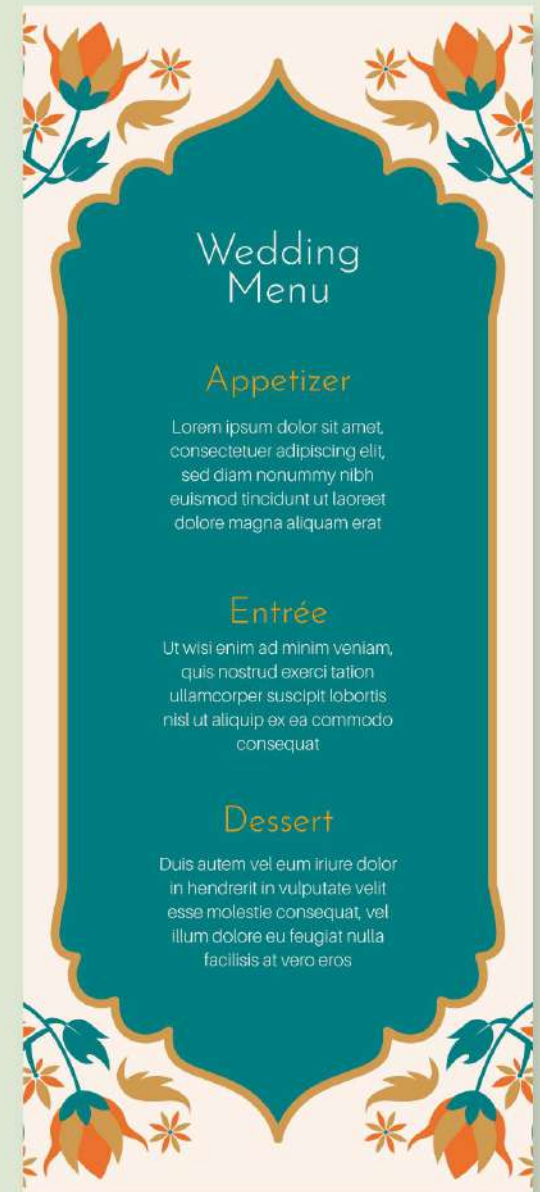 Wedding
Menu
Appetizer
Lorem ipsum dolor sit amet,
consectetuer adipiscing elit,
sed diam nonummy nibh
euismod tincidunt ut laoreet
dolore magna aliquam erat
Entrée
Ut wisi enim ad minim veniam,
quis nostrud exerci tation
ullamcorper suscipit lobortis
nisl ut aliquip ex ea commodo
consequat
Dessert
Duis autem vel eum iriure dolor
in hendrerit in vulputate velit
esse molestie consequat, vel
illum dolore eu feugiat nulla
facilisis at vero eros